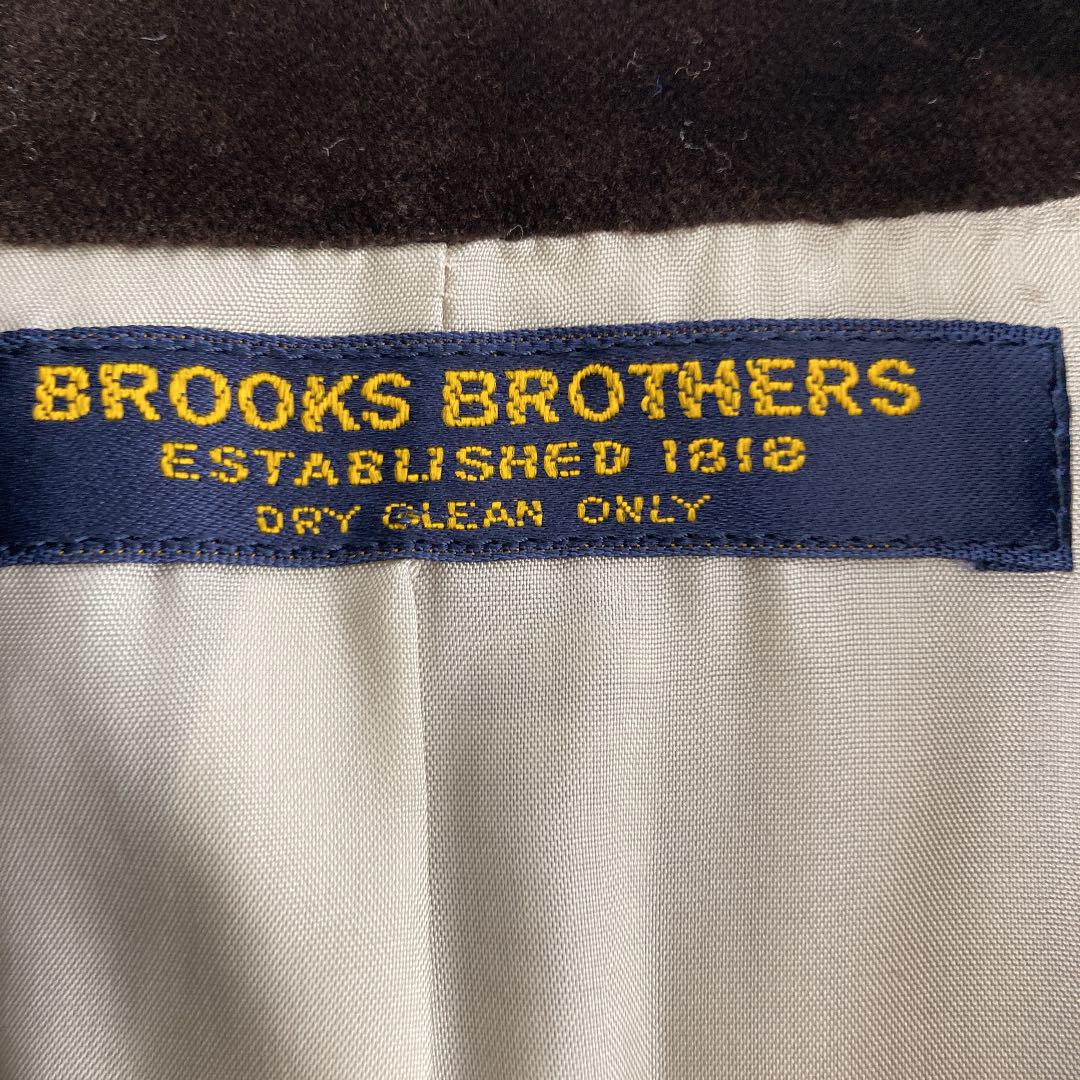 BROOKS BROTHERS
ESTABLISHED 1818
DRY CLEAN ONLY